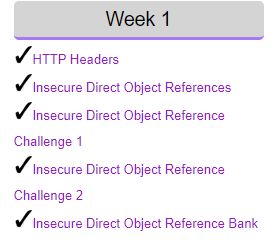 Week 1
✓HTTP Headers
✓Insecure Direct Object References
✓Insecure Direct Object Reference
Challenge 1
✓Insecure Direct Object Reference
Challenge 2
✓Insecure Direct Object Reference Bank